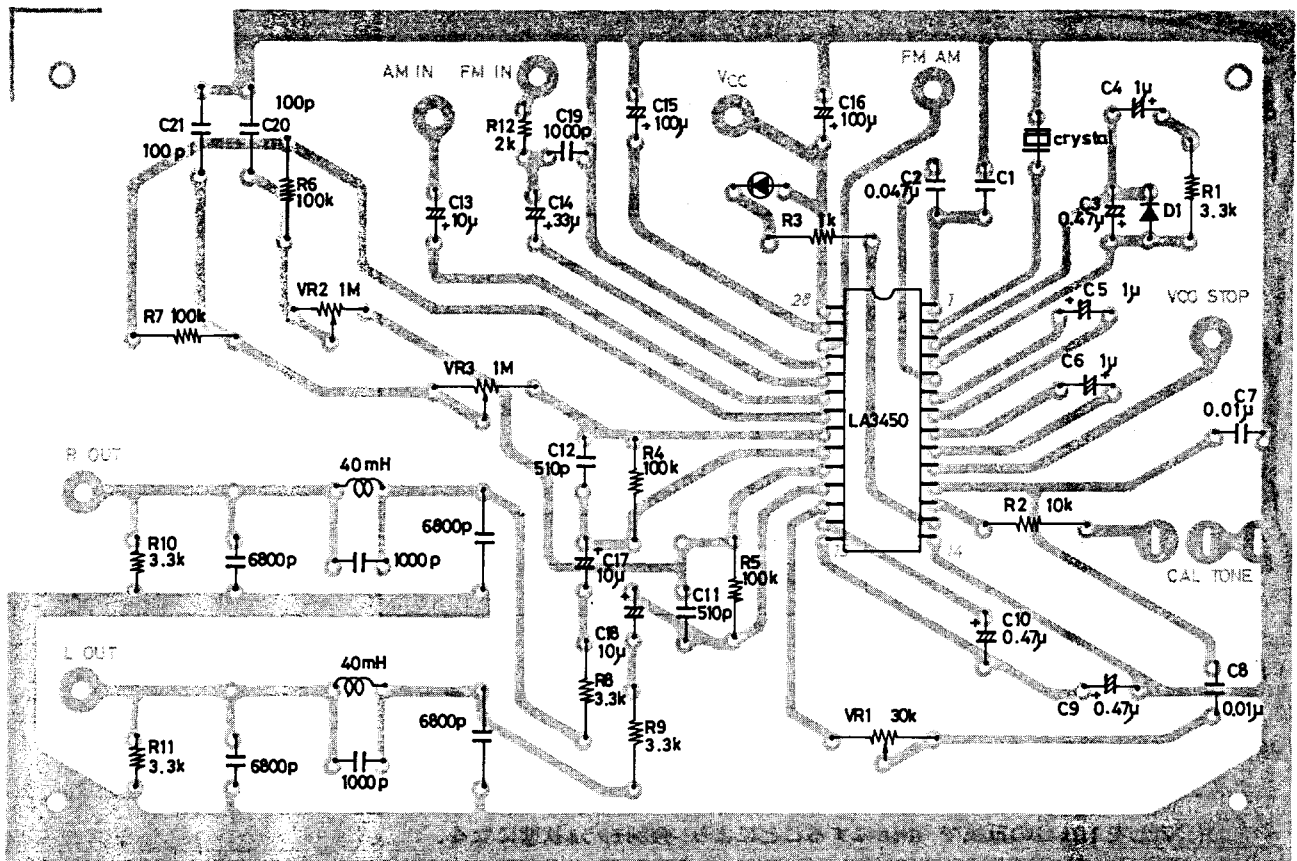 AM IN
FM IN
VCC
FM AM
C4 1μ
100p
C21
C20
100p
R12
2k
C19
1000p
C15
100μ
C16
100μ
crystal
R6
100k
C13
10μ
C14
33μ
C2
0.047μ
C1
C3
0.47μ
D1
R1
3.3k
R3 1k
VR2 1M
R7 100k
28
1
C5 1μ
VCO STOP
VR3 1M
C6 1μ
LA3450
C7
0.01μ
R OUT
40mH
C12
510p
R4
100k
R2 10k
6800p
R10
3.3k
6800p
1000p
C17
10μ
R5
100k
15
14
CAL TONE
C11
510p
C18
10μ
C10
0.47μ
L OUT
40mH
R8
3.3k
C8
0.01μ
6800p
R9
3.3k
C9 0.47μ
VR1 30k
R11
3.3k
6800p
1000p